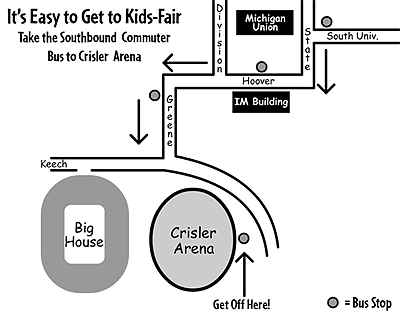 It's Easy to Get to Kids-Fair
Take the Southbound Commuter
Bus to Crisler Arena
Division
Michigan
Union
State
South Univ.
Hoover
Greene
IM Building
Keech
Big
House
Crisler
Arena
Get Off Here!
= Bus Stop